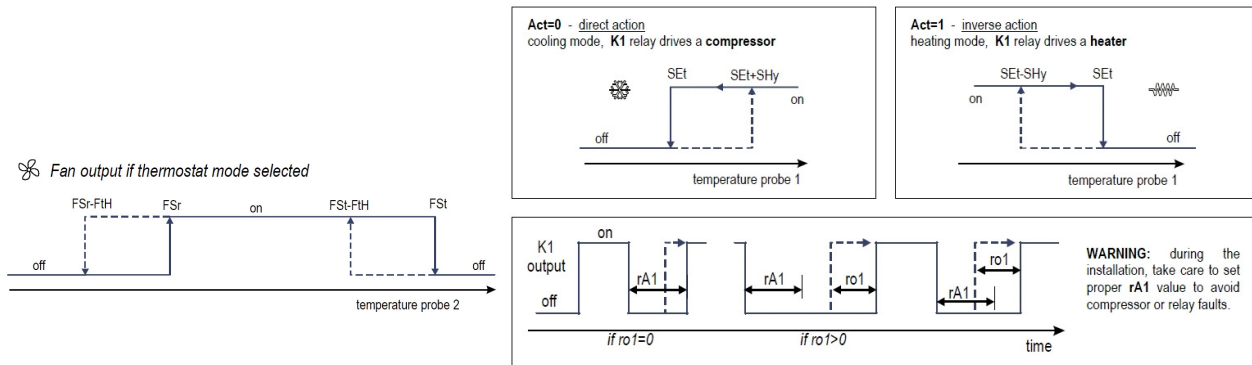 Fan output if thermostat mode selected
FSr-FtH FSr on FSt-FtH FSt
off off
temperature probe 2
Act=0 - direct action
cooling mode, K1 relay drives a compressor
SEt SEt+SHy
on
off
temperature probe 1
Act=1 - inverse action
heating mode, K1 relay drives a heater
SEt-SHy SEt
on
off
temperature probe 1
K1
output
on
off
rA1 rA1 ro1 rA1 ro1
if ro1=0 if ro1>0 time
WARNING: during the
installation, take care to set
proper rA1 value to avoid
compressor or relay faults.